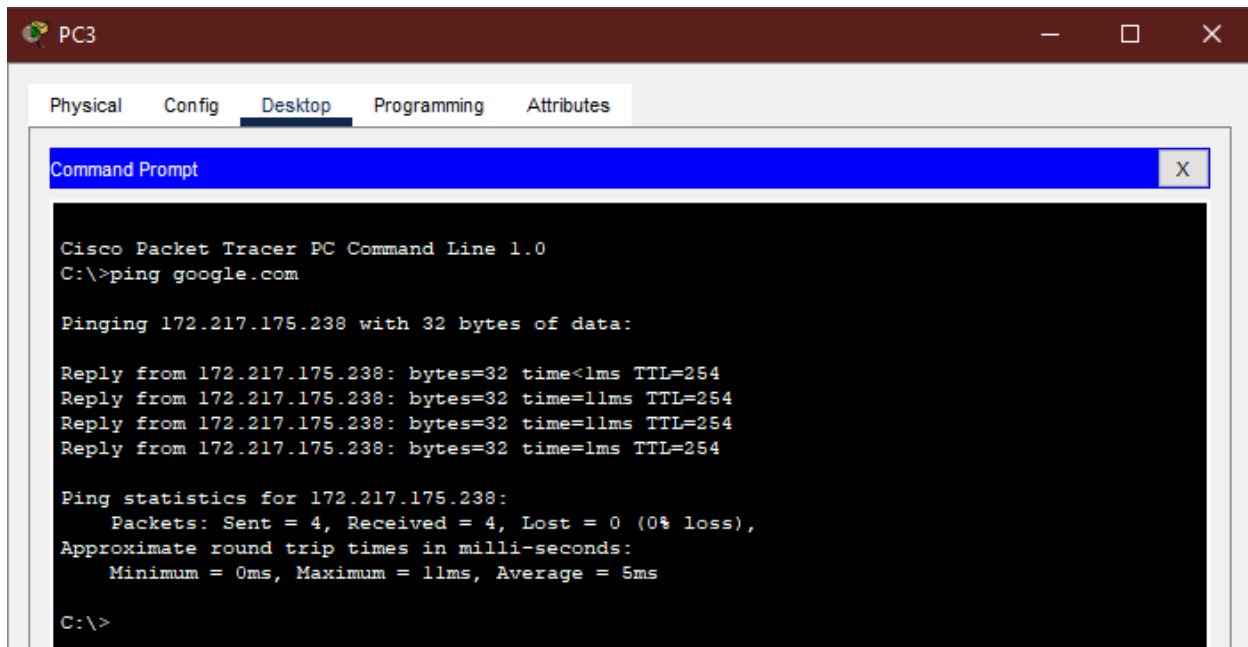 PC3
Physical Config Desktop Programming Attributes
Command Prompt
X
Cisco Packet Tracer PC Command Line 1.0
C:\>ping google.com
Pinging 172.217.175.238 with 32 bytes of data:
Reply from 172.217.175.238: bytes=32 time<1ms TTL=254
Reply from 172.217.175.238: bytes=32 time=11ms TTL=254
Reply from 172.217.175.238: bytes=32 time=11ms TTL=254
Reply from 172.217.175.238: bytes=32 time=1ms TTL=254
Ping statistics for 172.217.175.238:
Packets: Sent = 4, Received = 4, Lost = 0 (0% loss),
Approximate round trip times in milli-seconds:
Minimum = 0ms, Maximum = 11ms, Average = 5ms
C:\>